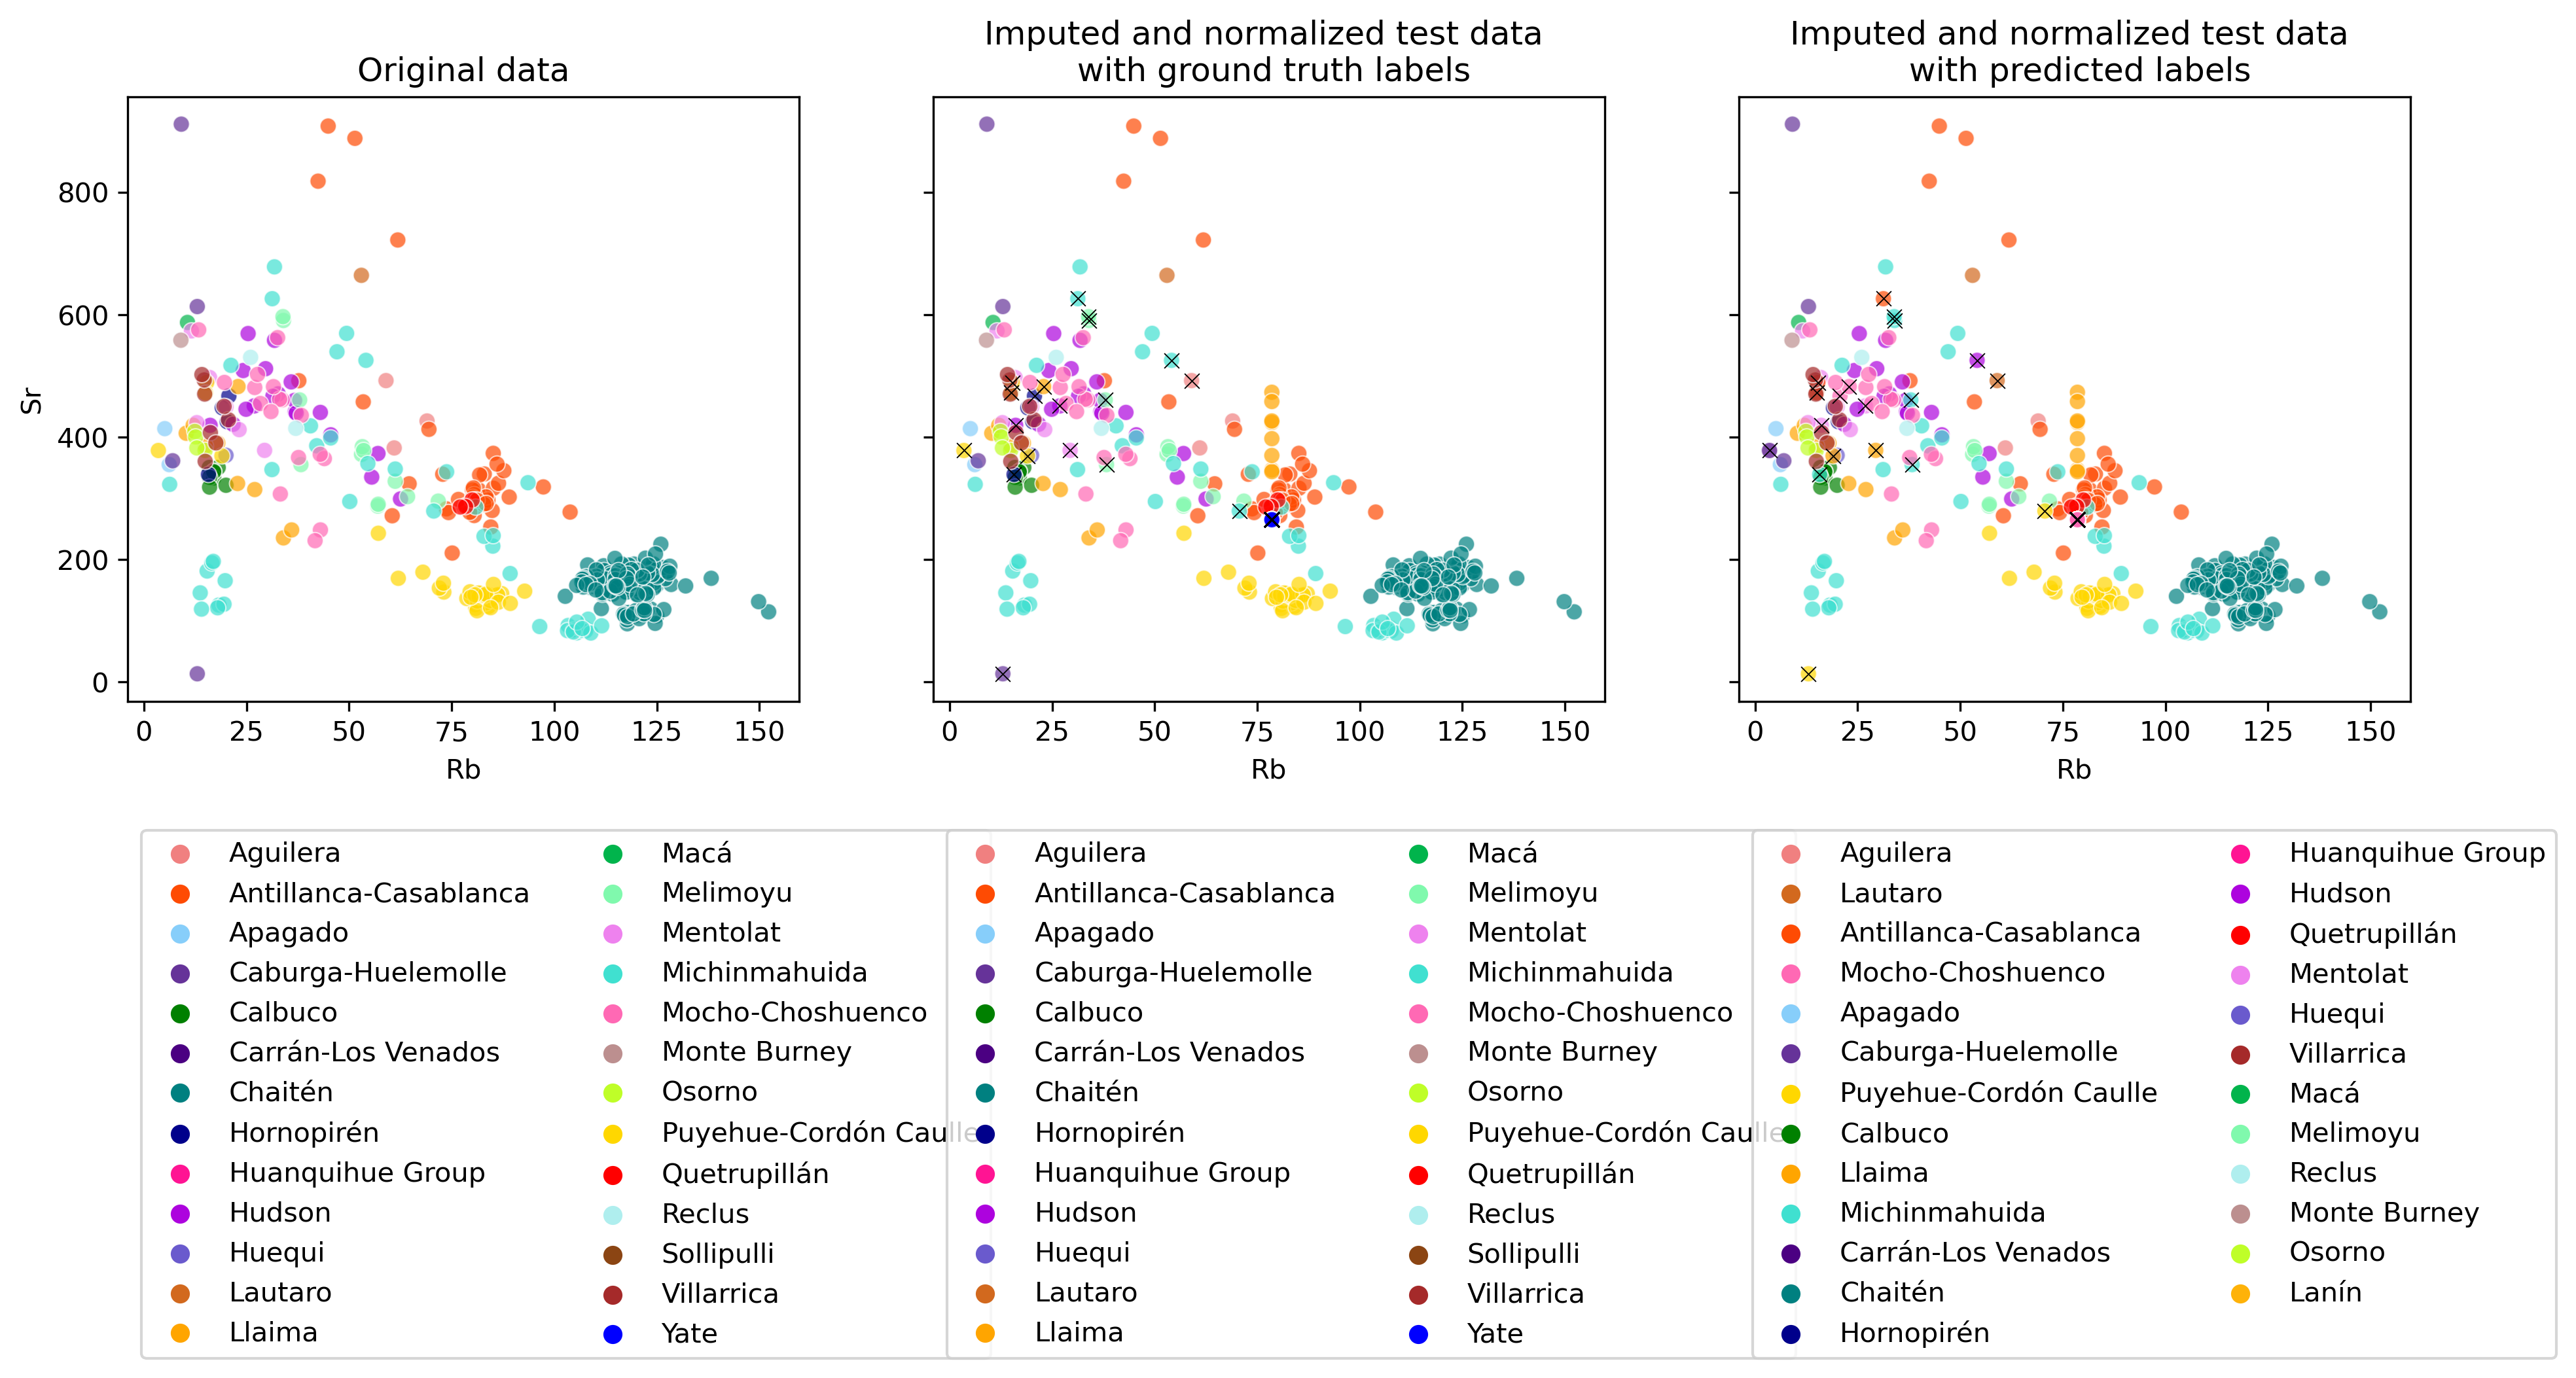 Original data
Imputed and normalized test data
with ground truth labels
Imputed and normalized test data
with predicted labels
Sr
800
600
400
200
0
0 25 50 75 100 125 150
Rb
0 25 50 75 100 125 150
Rb
0 25 50 75 100 125 150
Rb
Aguilera
Antillanca-Casablanca
Apagado
Caburga-Huelemolle
Calbuco
Carrán-Los Venados
Chaitén
Hornopirén
Huanquihue Group
Hudson
Huequi
Lautaro
Llaima
Macá
Melimoyu
Mentolat
Michinmahuida
Mocho-Choshuenco
Monte Burney
Osorno
Puyehue-Cordón Caulle
Quetrupillán
Reclus
Sollipulli
Villarrica
Yate
Aguilera
Antillanca-Casablanca
Apagado
Caburga-Huelemolle
Calbuco
Carrán-Los Venados
Chaitén
Hornopirén
Huanquihue Group
Hudson
Huequi
Lautaro
Llaima
Macá
Melimoyu
Mentolat
Michinmahuida
Mocho-Choshuenco
Monte Burney
Osorno
Puyehue-Cordón Caulle
Quetrupillán
Reclus
Sollipulli
Villarrica
Yate
Aguilera
Lautaro
Antillanca-Casablanca
Mocho-Choshuenco
Apagado
Caburga-Huelemolle
Puyehue-Cordón Caulle
Calbuco
Llaima
Michinmahuida
Carrán-Los Venados
Chaitén
Hornopirén
Huanquihue Group
Hudson
Quetrupillán
Mentolat
Huequi
Villarrica
Macá
Melimoyu
Reclus
Monte Burney
Osorno
Lanín